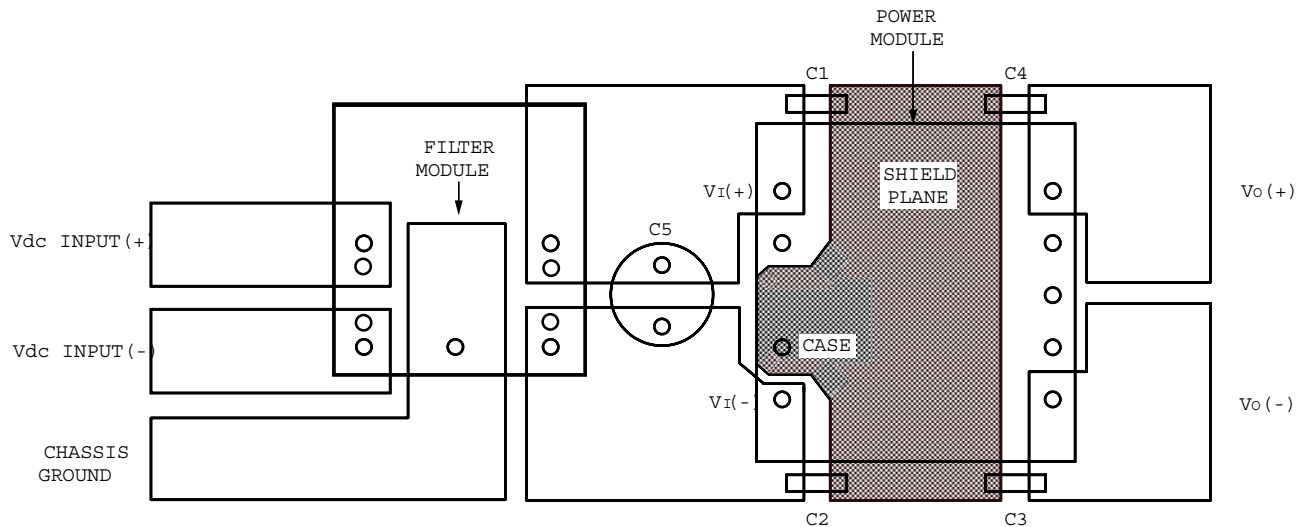 POWER
MODULE
C1
C4
FILTER
MODULE
SHIELD
PLANE
VI(+)
VO(+)
C5
Vdc INPUT(+)
CASE
Vdc INPUT(-)
VI(-)
VO(-)
CHASSIS
GROUND
C2
C3